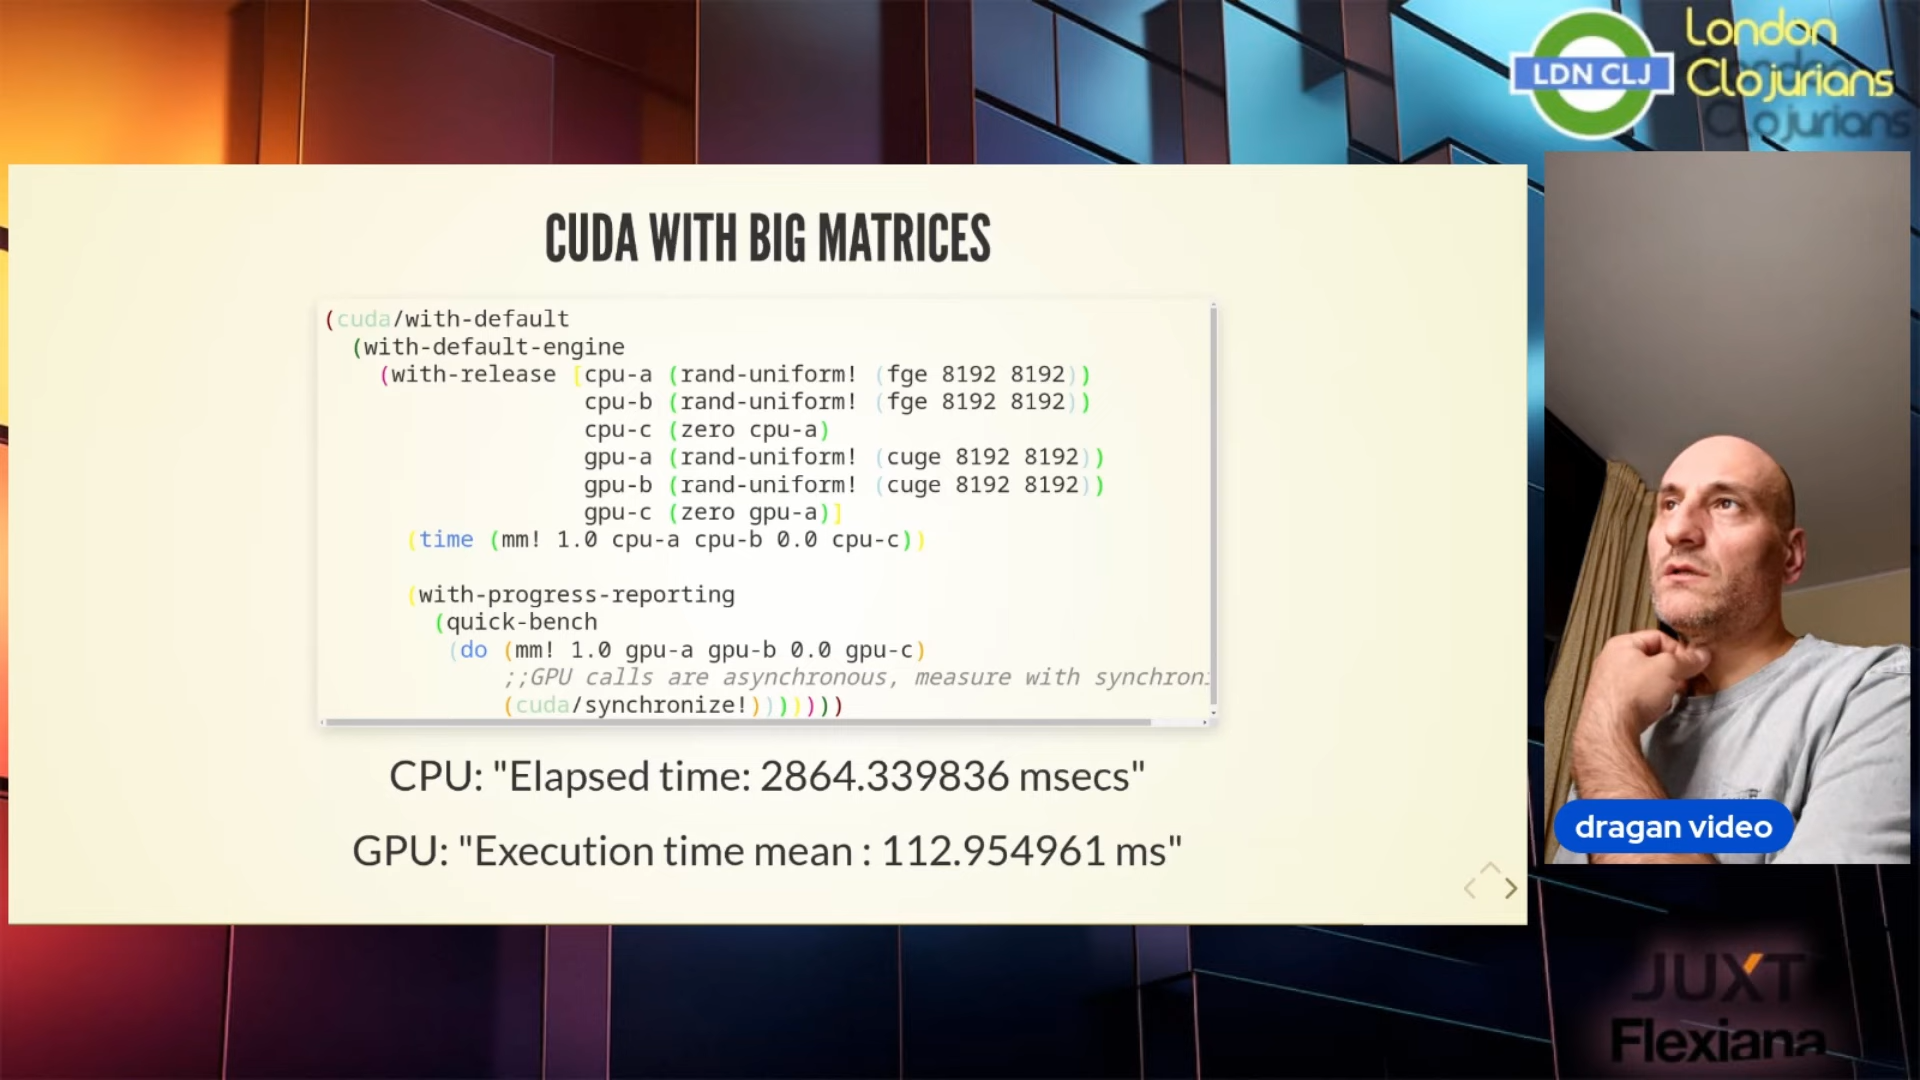 London
Clojurians
LDN CLJ
Clojurians
CUDA WITH BIG MATRICES
(cuda/with-default
(with-default-engine
(with-release [cpu-a (rand-uniform! (fge 8192 8192))
cpu-b (rand-uniform! (fge 8192 8192))
cpu-c (zero cpu-a)
gpu-a (rand-uniform! (cuge 8192 8192))
gpu-b (rand-uniform! (cuge 8192 8192))
gpu-c (zero gpu-a)]
(time (mm! 1.0 cpu-a cpu-b 0.0 cpu-c))
(with-progress-reporting
(quick-bench
(do (mm! 1.0 gpu-a gpu-b 0.0 gpu-c)
;;GPU calls are asynchronous, measure with synchroni
(cuda/synchronize!)))))))
CPU: "Elapsed time: 2864.339836 msecs"
GPU: "Execution time mean : 112.954961 ms"
dragan video
JUXT
Flexiana